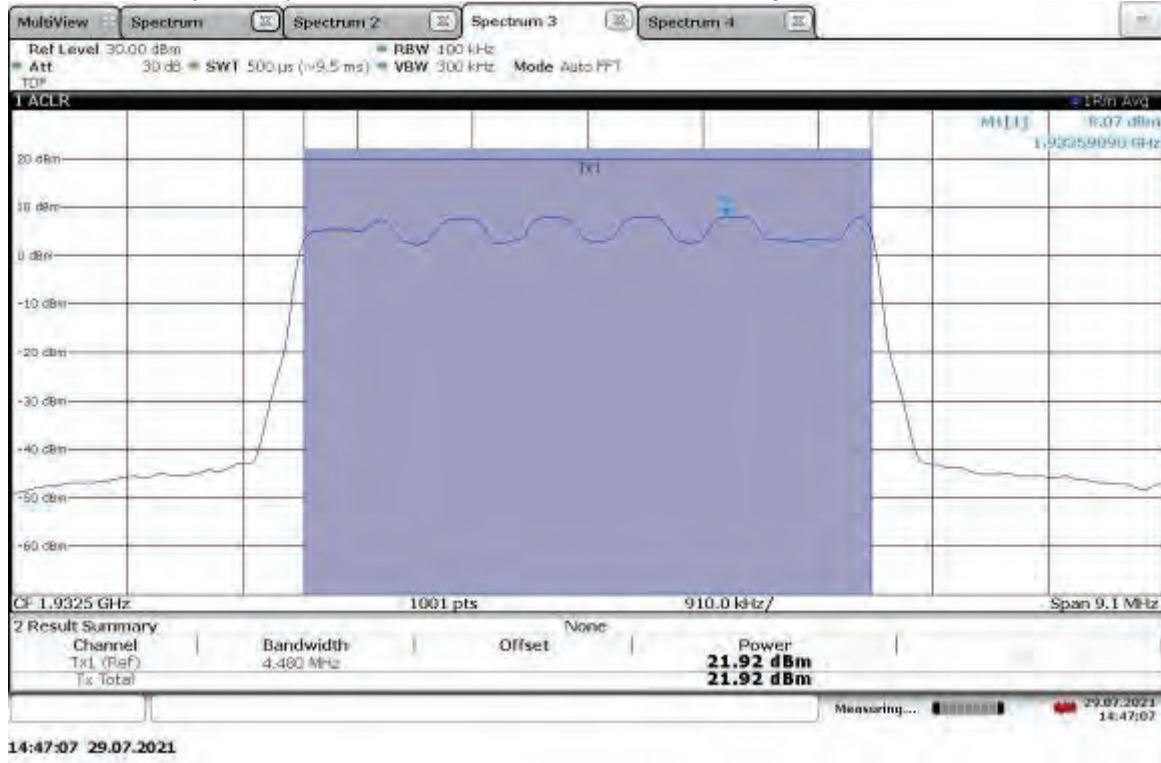 MultiView Spectrum Spectrum 2 Spectrum 3 Spectrum 4
Ref Level 30.00 dBm RBW 100 kHz
Att 30 dB SWT 500 µs (~9.5 ms) VBW 300 kHz Mode Auto FFT
TDF
1 ACLR 1Rm Avg
M1[1] 8.07 dBm
1.93359090 GHz
20 dBm
Tx1
10 dBm
0 dBm
-10 dBm
-20 dBm
-30 dBm
-40 dBm
-50 dBm
-60 dBm
CF 1.9325 GHz 1001 pts 910.0 kHz/ Span 9.1 MHz
2 Result Summary None
Channel Bandwidth Offset Power
Tx1 (Ref) 4.480 MHz 21.92 dBm
Tx Total 21.92 dBm
Measuring... 29.07.2021
14:47:07
14:47:07 29.07.2021